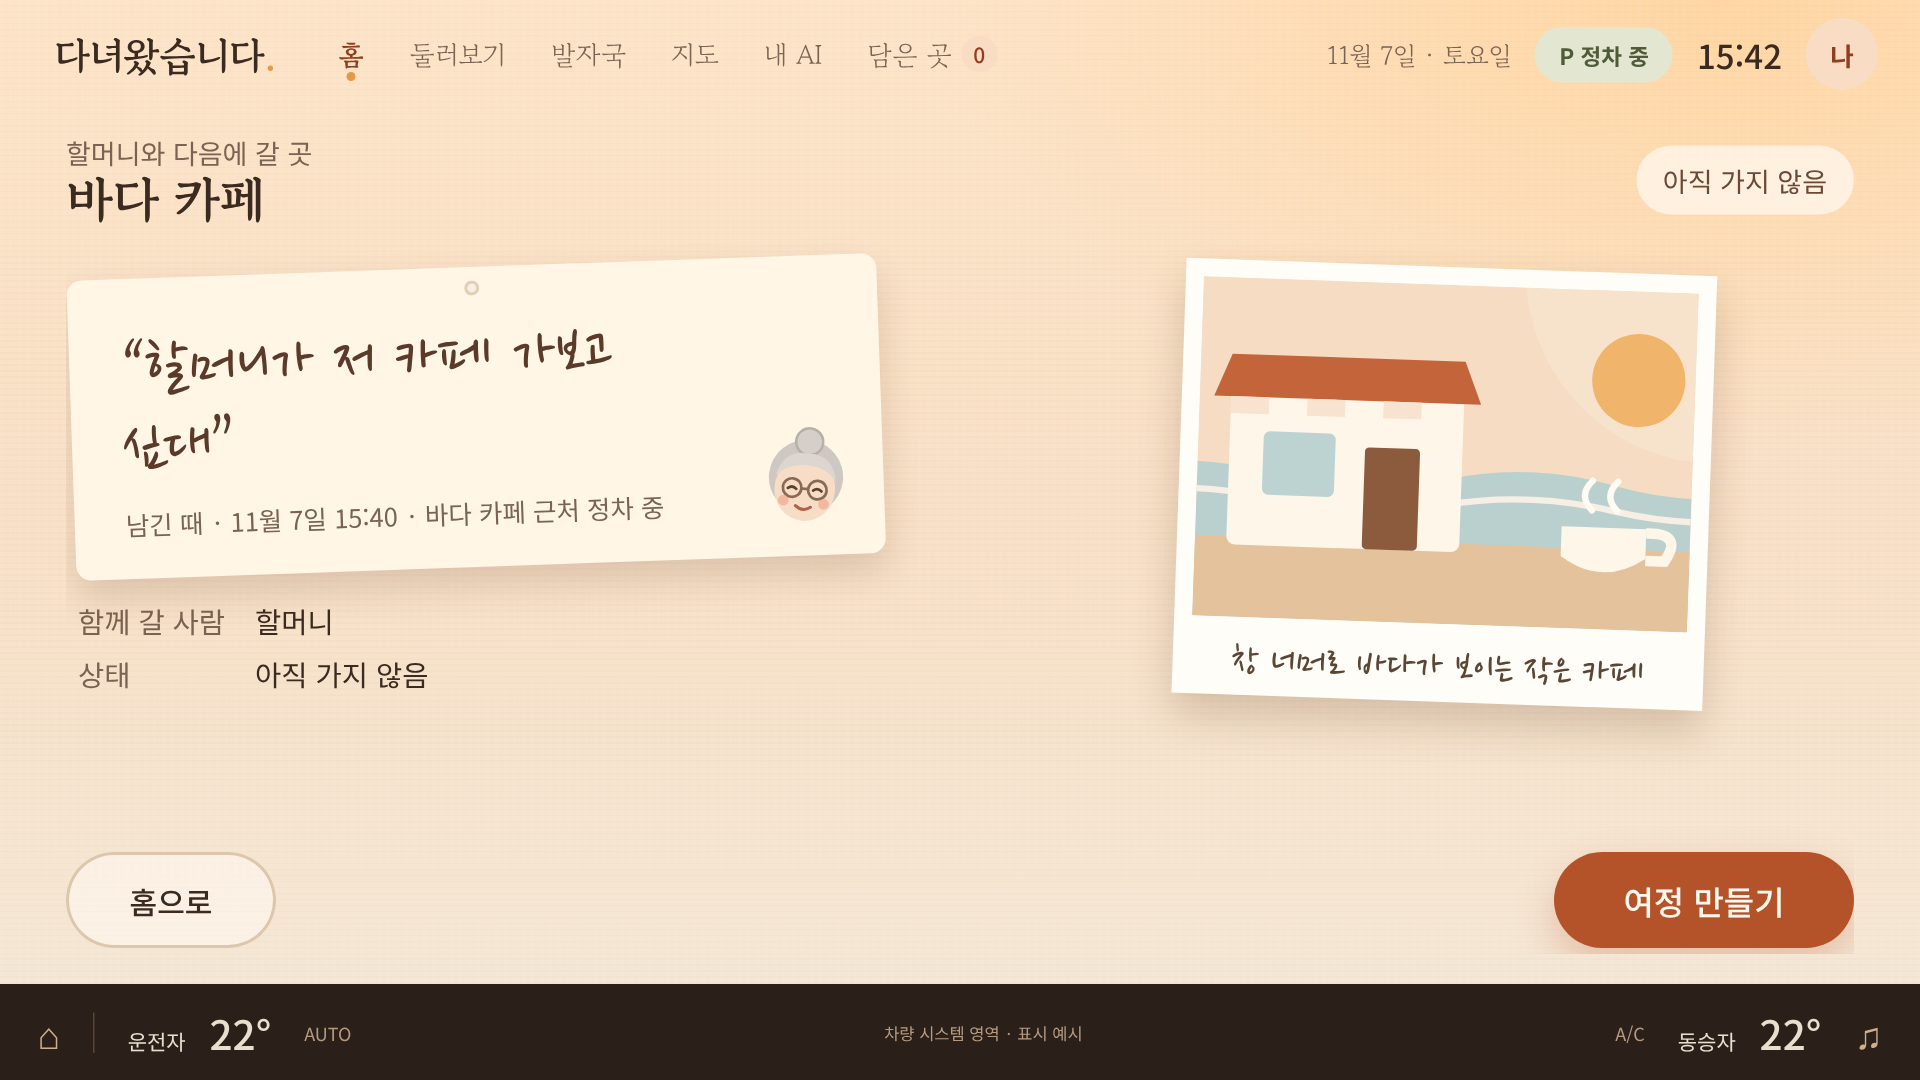 다녀왔습니다.
홈 둘러보기 발자국 지도 내 AI 담은 곳 0
11월 7일 · 토요일 P 정차 중 15:42 나
할머니와 다음에 갈 곳
바다 카페
아직 가지 않음
“할머니가 저 카페 가보고
싶대”
남긴 때 · 11월 7일 15:40 · 바다 카페 근처 정차 중
창 너머로 바다가 보이는 작은 카페
함께 갈 사람 할머니
상태 아직 가지 않음
홈으로
여정 만들기
운전자 22° AUTO
차량 시스템 영역 · 표시 예시
A/C 동승자 22°